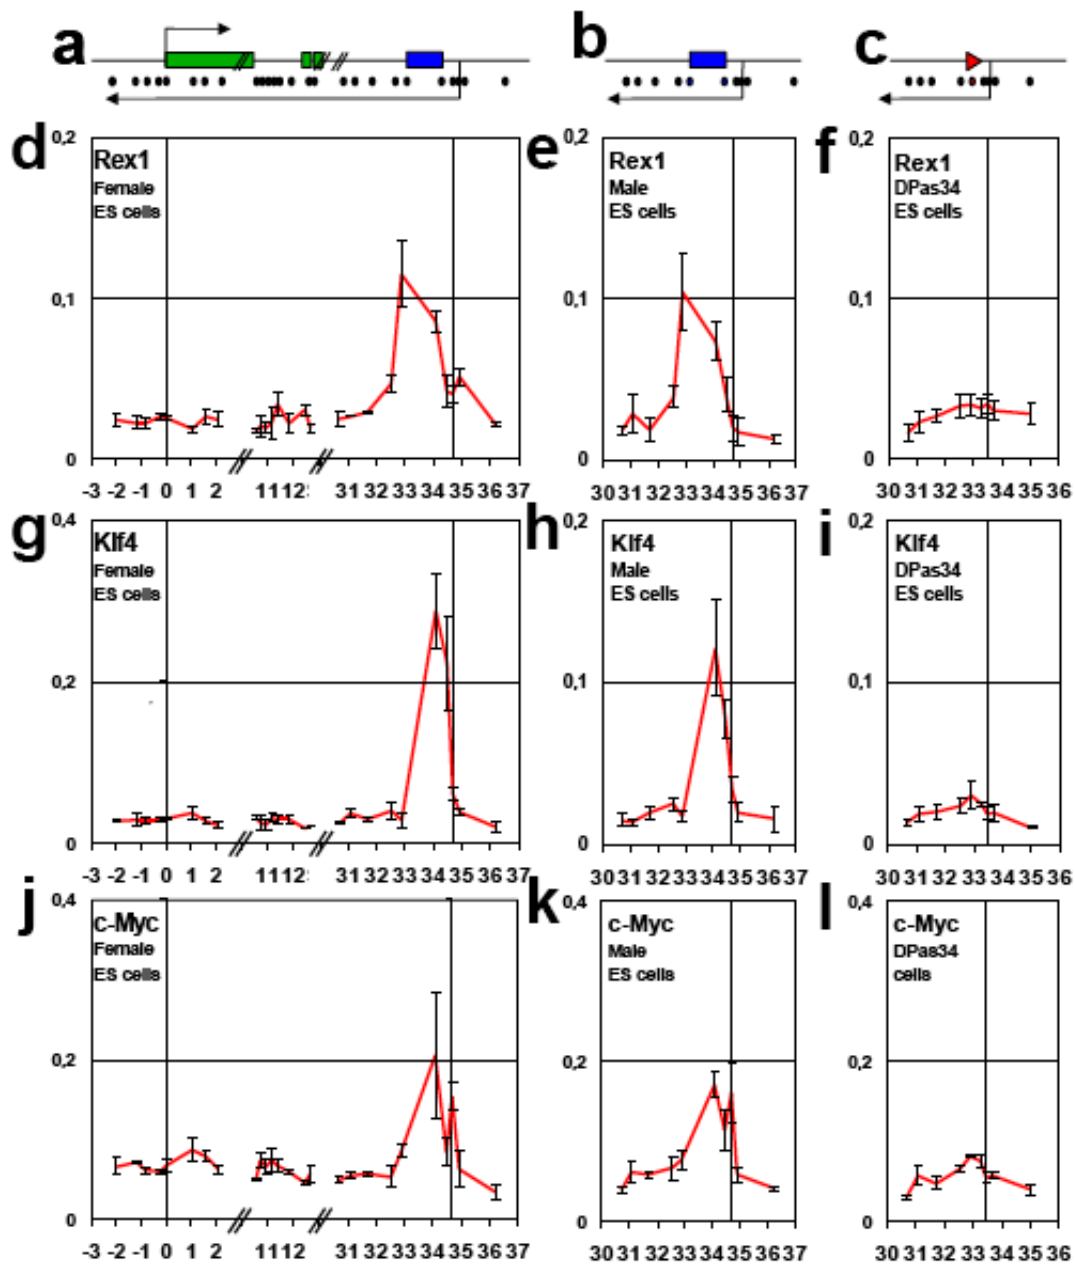 a b c
d e f
0,2 0,2 0,2
Rex1 Rex1 Rex1
Female Male DPas34
ES cells ES cells ES cells
0,1 0,1 0,1
0 0 0
-3 -2 -1 0 1 2 11 12 31 32 33 34 35 36 37 30 31 32 33 34 35 36 37 30 31 32 33 34 35 36
g h i
0,4 0,2 0,2
Klf4 Klf4 Klf4
Female Male DPas34
ES cells ES cells ES cells
0,2 0,1 0,1
0 0 0
-3 -2 -1 0 1 2 11 12 31 32 33 34 35 36 37 30 31 32 33 34 35 36 37 30 31 32 33 34 35 36
j k l
0,4 0,4 0,4
c-Myc c-Myc c-Myc
Female Male DPas34
ES cells ES cells cells
0,2 0,2 0,2
0 0 0
-3 -2 -1 0 1 2 11 12 31 32 33 34 35 36 37 30 31 32 33 34 35 36 37 30 31 32 33 34 35 36